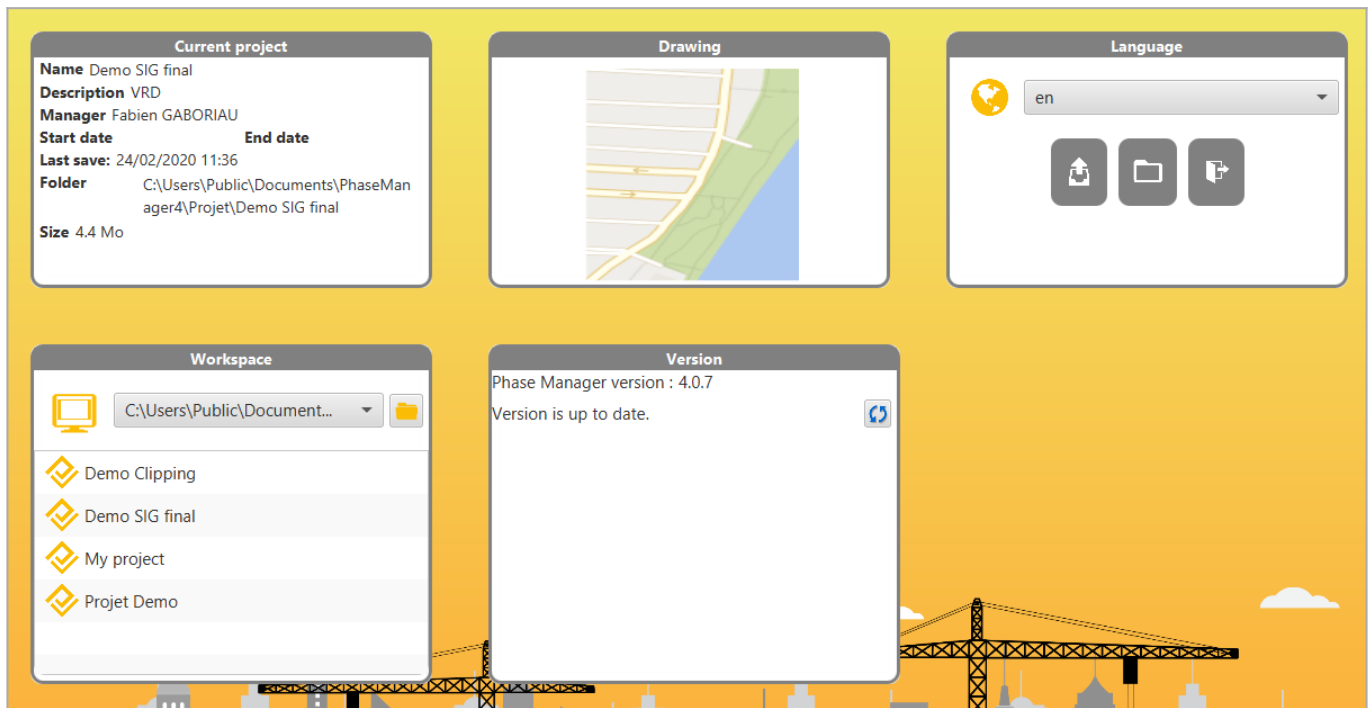 Current project
Name Demo SIG final
Description VRD
Manager Fabien GABORIAU
Start date End date
Last save: 24/02/2020 11:36
Folder C:\Users\Public\Documents\PhaseMan
ager4\Projet\Demo SIG final
Size 4.4 Mo
Drawing
Language
en
Workspace
C:\Users\Public\Document...
Demo Clipping
Demo SIG final
My project
Projet Demo
Version
Phase Manager version : 4.0.7
Version is up to date.